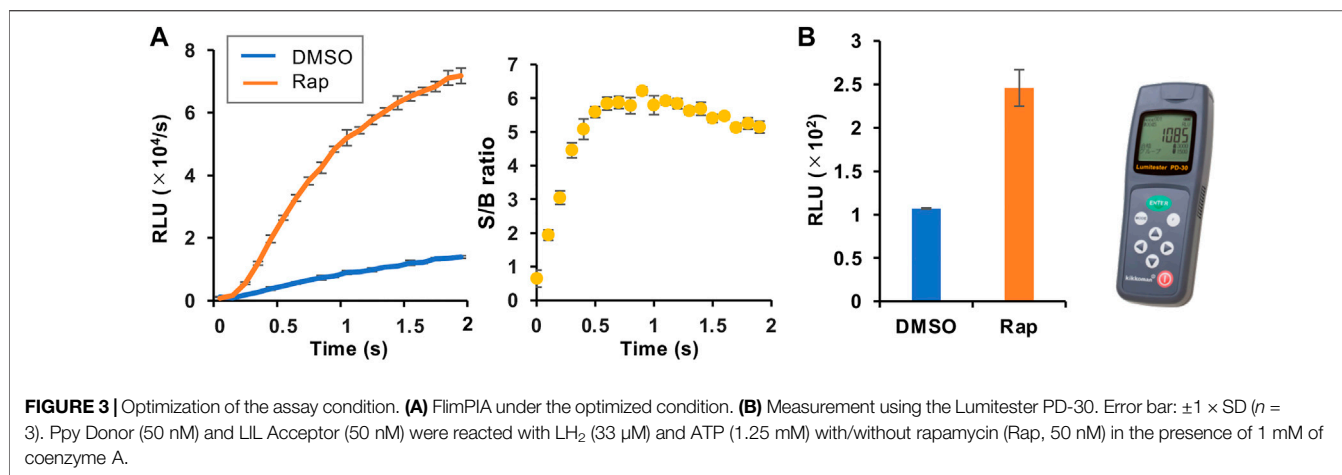 A
B
DMSO
Rap
RLU (× 10⁴/s)
8
6
4
2
0
0 0.5 1 1.5 2
Time (s)
S/B ratio
7
6
5
4
3
2
1
0
0 0.5 1 1.5 2
Time (s)
RLU (× 10²)
3
2.5
2
1.5
1
0.5
0
DMSO Rap
1085
Lumitester PD-30
ENTER
kikkoman
FIGURE 3 | Optimization of the assay condition. (A) FlimPIA under the optimized condition. (B) Measurement using the Lumitester PD-30. Error bar: ±1 × SD (n =
3). Ppy Donor (50 nM) and LIL Acceptor (50 nM) were reacted with LH₂ (33 μM) and ATP (1.25 mM) with/without rapamycin (Rap, 50 nM) in the presence of 1 mM of
coenzyme A.